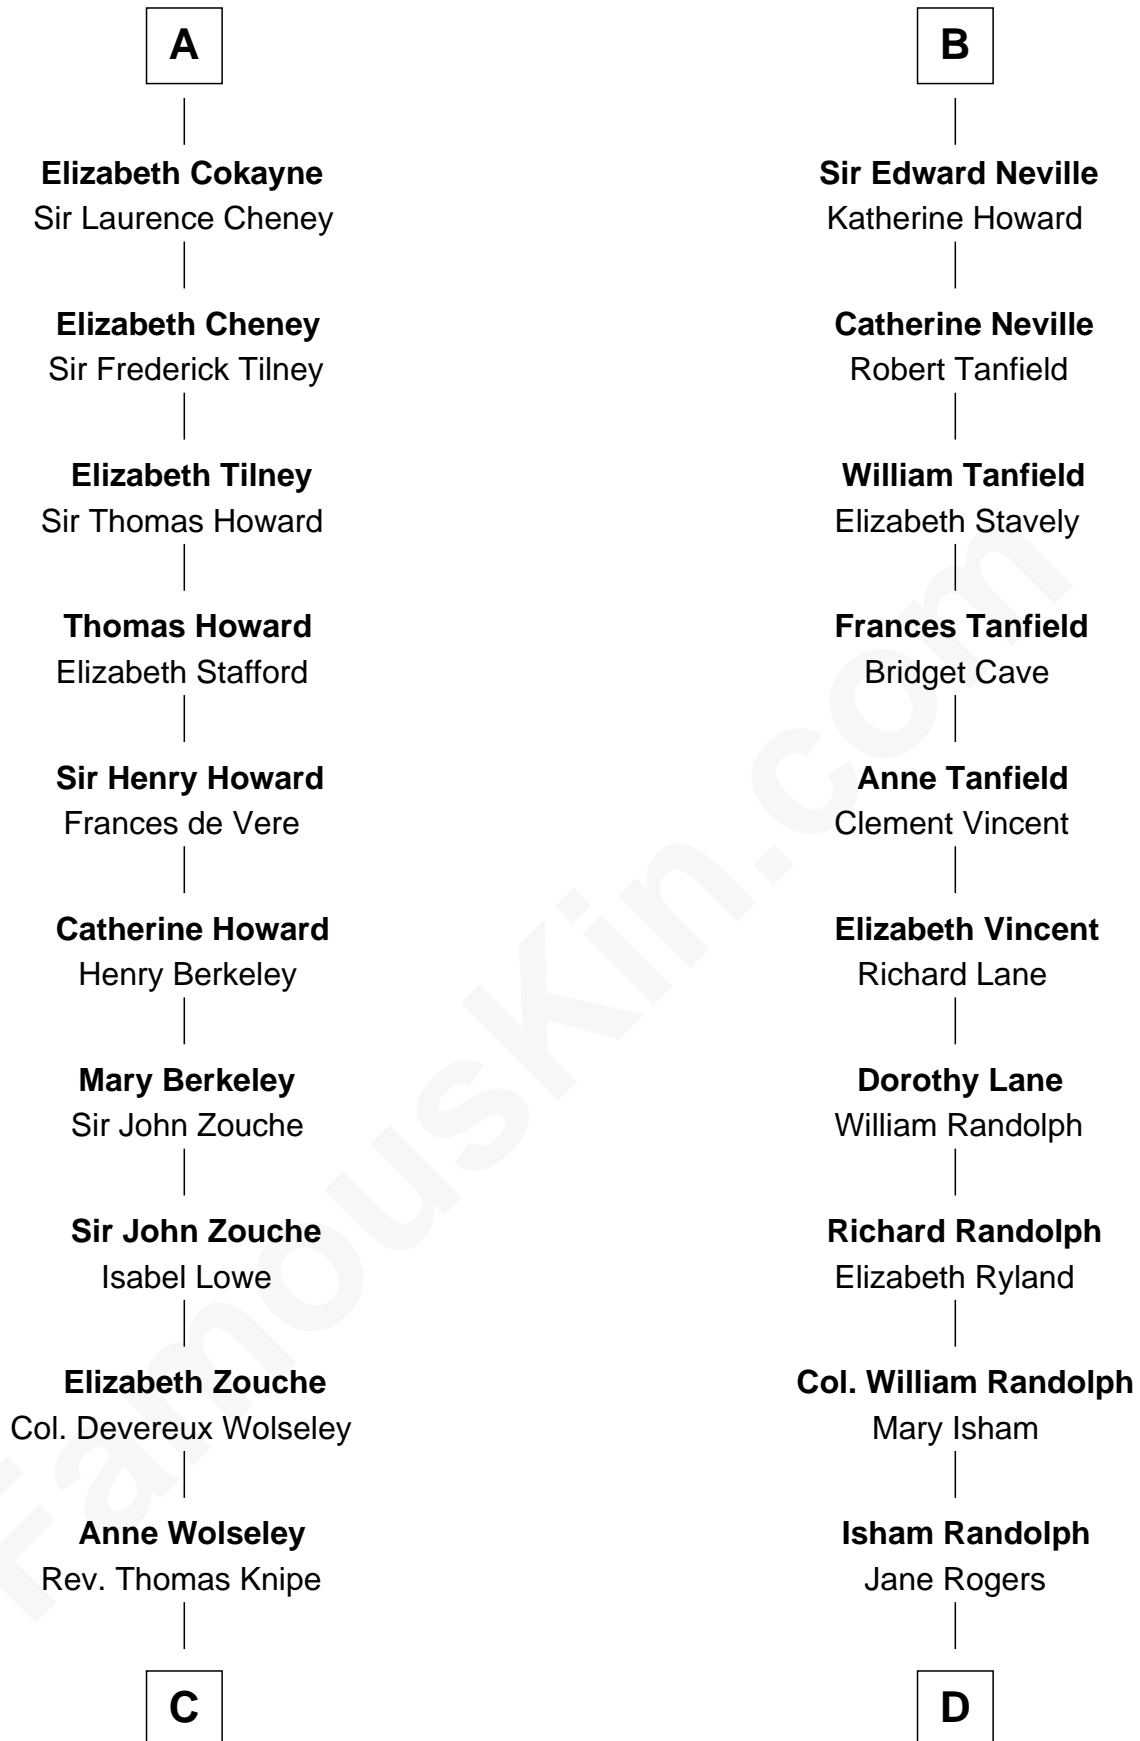 A
Elizabeth Cokayne
Sir Laurence Cheney
Elizabeth Cheney
Sir Frederick Tilney
Elizabeth Tilney
Sir Thomas Howard
Thomas Howard
Elizabeth Stafford
Sir Henry Howard
Frances de Vere
Catherine Howard
Henry Berkeley
Mary Berkeley
Sir John Zouche
Sir John Zouche
Isabel Lowe
Elizabeth Zouche
Col. Devereux Wolseley
Anne Wolseley
Rev. Thomas Knipe
C
B
Sir Edward Neville
Katherine Howard
Catherine Neville
Robert Tanfield
William Tanfield
Elizabeth Stavely
Frances Tanfield
Bridget Cave
Anne Tanfield
Clement Vincent
Elizabeth Vincent
Richard Lane
Dorothy Lane
William Randolph
Richard Randolph
Elizabeth Ryland
Col. William Randolph
Mary Isham
Isham Randolph
Jane Rogers
D
FamousKin.com